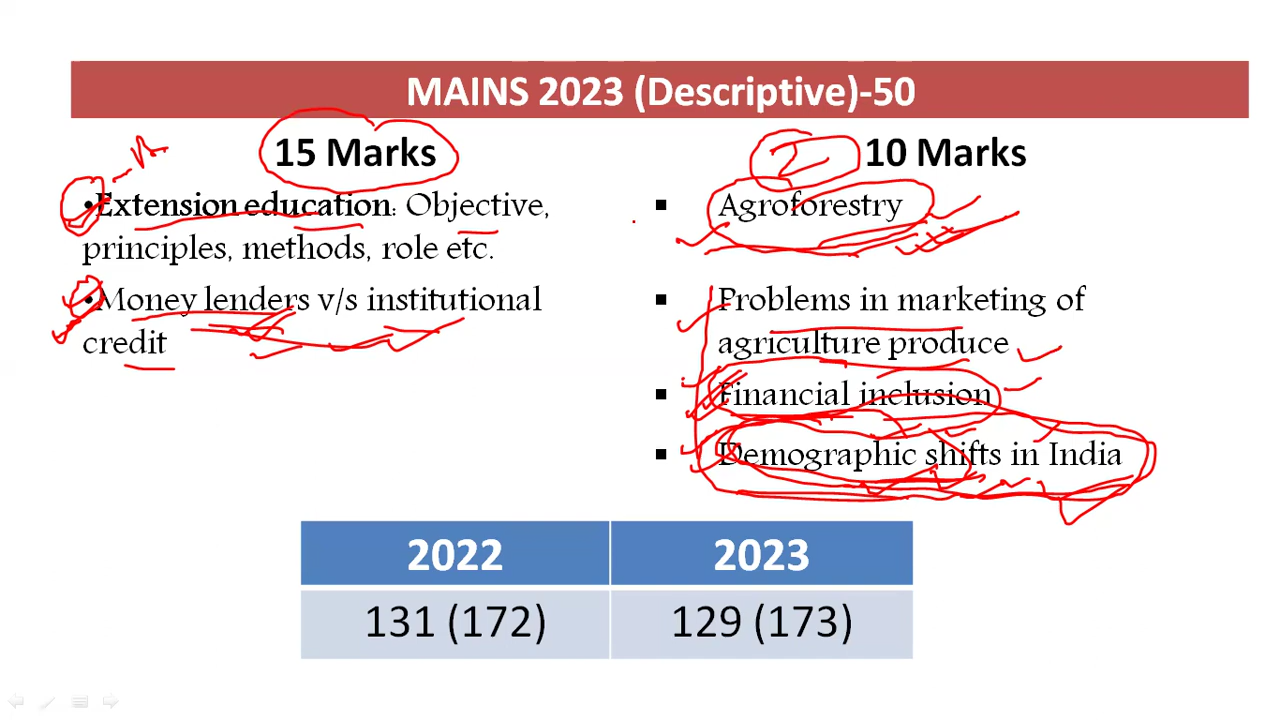 MAINS 2023 (Descriptive)-50
15 Marks
•Extension education: Objective,
principles, methods, role etc.
•Money lenders v/s institutional
credit
2 10 Marks
▪ Agroforestry
▪ Problems in marketing of
agriculture produce
▪ Financial inclusion
▪ Demographic shifts in India
2022 2023
131 (172) 129 (173)